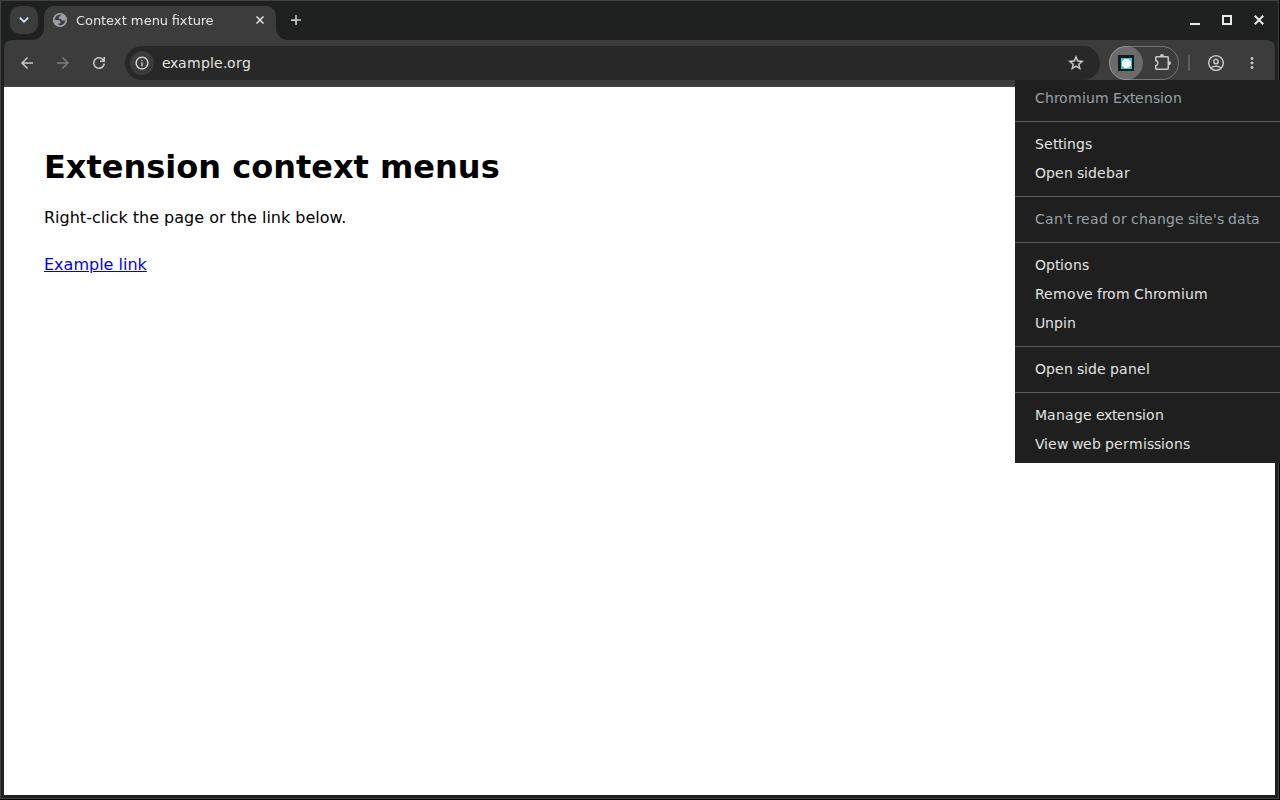 Context menu fixture
example.org
Extension context menus
Right-click the page or the link below.
Example link
Chromium Extension
Settings
Open sidebar
Can't read or change site's data
Options
Remove from Chromium
Unpin
Open side panel
Manage extension
View web permissions